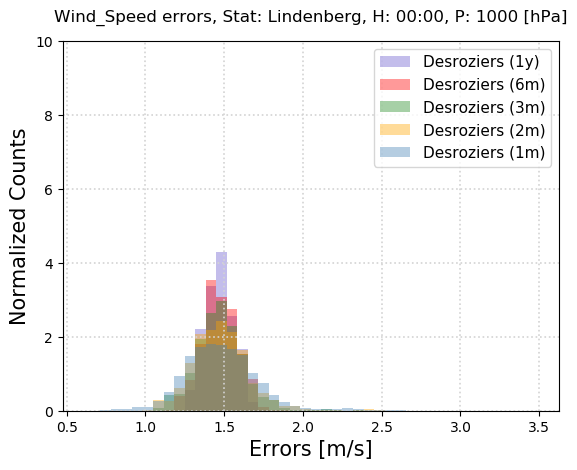 Wind_Speed errors, Stat: Lindenberg, H: 00:00, P: 1000 [hPa]
10
8
6
4
2
0
Normalized Counts
Desroziers (1y)
Desroziers (6m)
Desroziers (3m)
Desroziers (2m)
Desroziers (1m)
0.5 1.0 1.5 2.0 2.5 3.0 3.5
Errors [m/s]